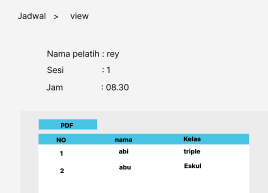 Jadwal > view
Nama pelatih : rey
Sesi : 1
Jam : 08.30
PDF
NO nama Kelas
1 abi triple
2 abu Eskul